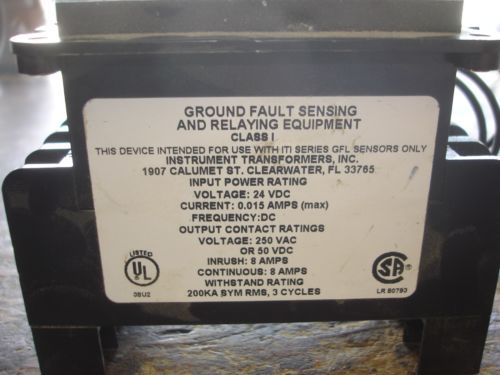 GROUND FAULT SENSING
AND RELAYING EQUIPMENT
CLASS I
THIS DEVICE INTENDED FOR USE WITH ITI SERIES GFL SENSORS ONLY
INSTRUMENT TRANSFORMERS, INC.
1907 CALUMET ST. CLEARWATER, FL 33765
INPUT POWER RATING
VOLTAGE: 24 VDC
CURRENT: 0.015 AMPS (max)
FREQUENCY: DC
OUTPUT CONTACT RATINGS
VOLTAGE: 250 VAC
OR 50 VDC
INRUSH: 8 AMPS
CONTINUOUS: 8 AMPS
WITHSTAND RATING
200KA SYM RMS, 3 CYCLES
LISTED
UL
38U2
SA
LR 80793